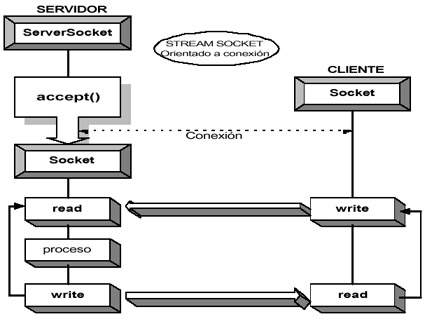 SERVIDOR
ServerSocket
STREAM SOCKET
Orientado a conexión
CLIENTE
Socket
accept()
Conexión
Socket
read
write
proceso
write
read